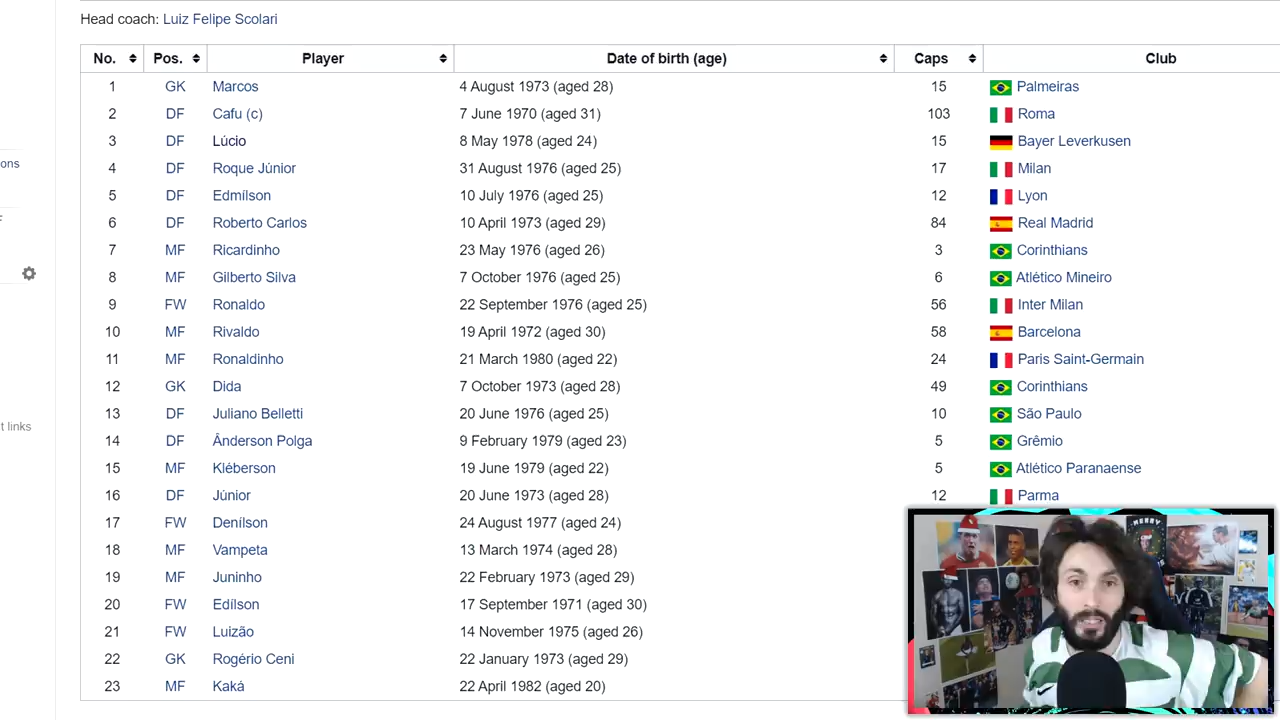 Head coach: Luiz Felipe Scolari
No. Pos. Player Date of birth (age) Caps Club
1 GK Marcos 4 August 1973 (aged 28) 15 Palmeiras
2 DF Cafu (c) 7 June 1970 (aged 31) 103 Roma
3 DF Lúcio 8 May 1978 (aged 24) 15 Bayer Leverkusen
ons
4 DF Roque Júnior 31 August 1976 (aged 25) 17 Milan
5 DF Edmílson 10 July 1976 (aged 25) 12 Lyon
6 DF Roberto Carlos 10 April 1973 (aged 29) 84 Real Madrid
7 MF Ricardinho 23 May 1976 (aged 26) 3 Corinthians
8 MF Gilberto Silva 7 October 1976 (aged 25) 6 Atlético Mineiro
9 FW Ronaldo 22 September 1976 (aged 25) 56 Inter Milan
10 MF Rivaldo 19 April 1972 (aged 30) 58 Barcelona
11 MF Ronaldinho 21 March 1980 (aged 22) 24 Paris Saint-Germain
12 GK Dida 7 October 1973 (aged 28) 49 Corinthians
13 DF Juliano Belletti 20 June 1976 (aged 25) 10 São Paulo
t links
14 DF Ânderson Polga 9 February 1979 (aged 23) 5 Grêmio
15 MF Kléberson 19 June 1979 (aged 22) 5 Atlético Paranaense
16 DF Júnior 20 June 1973 (aged 28) 12 Parma
17 FW Denílson 24 August 1977 (aged 24)
18 MF Vampeta 13 March 1974 (aged 28)
19 MF Juninho 22 February 1973 (aged 29)
20 FW Edílson 17 September 1971 (aged 30)
21 FW Luizão 14 November 1975 (aged 26)
22 GK Rogério Ceni 22 January 1973 (aged 29)
23 MF Kaká 22 April 1982 (aged 20)
MERRY